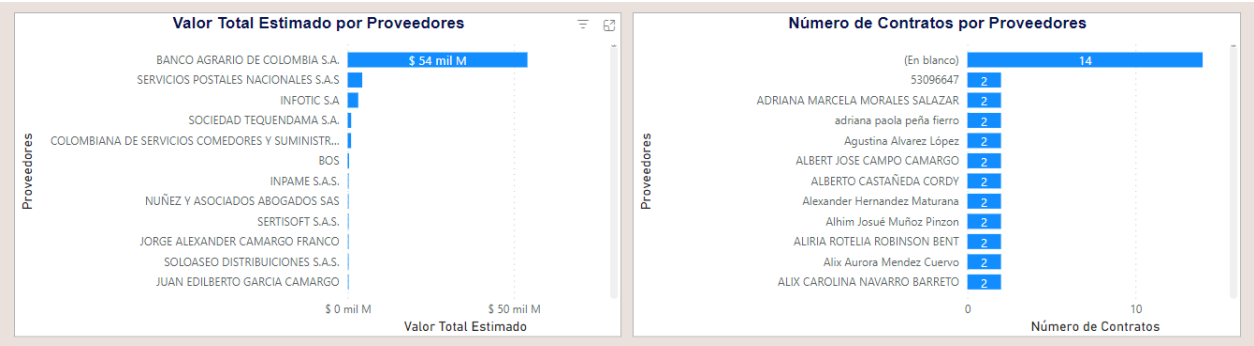 Valor Total Estimado por Proveedores
Proveedores
BANCO AGRARIO DE COLOMBIA S.A.
$ 54 mil M
SERVICIOS POSTALES NACIONALES S.A.S
INFOTIC S.A
SOCIEDAD TEQUENDAMA S.A.
COLOMBIANA DE SERVICIOS COMEDORES Y SUMINISTR...
BOS
INPAME S.A.S.
NUÑEZ Y ASOCIADOS ABOGADOS SAS
SERTISOFT S.A.S.
JORGE ALEXANDER CAMARGO FRANCO
SOLOASEO DISTRIBUICIONES S.A.S.
JUAN EDILBERTO GARCIA CAMARGO
$ 0 mil M
$ 50 mil M
Valor Total Estimado
Número de Contratos por Proveedores
Proveedores
(En blanco)
14
53096647
2
ADRIANA MARCELA MORALES SALAZAR
2
adriana paola peña fierro
2
Agustina Alvarez López
2
ALBERT JOSE CAMPO CAMARGO
2
ALBERTO CASTAÑEDA CORDY
2
Alexander Hernandez Maturana
2
Alhim Josué Muñoz Pinzon
2
ALIRIA ROTELIA ROBINSON BENT
2
Alix Aurora Mendez Cuervo
2
ALIX CAROLINA NAVARRO BARRETO
2
0
10
Número de Contratos